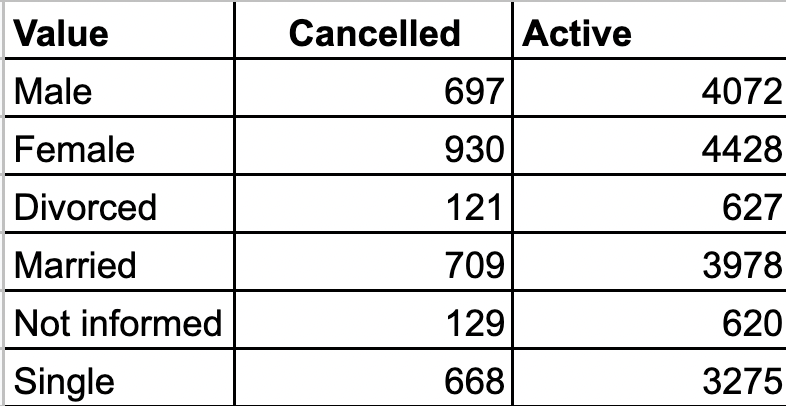 Value Cancelled Active
Male 697 4072
Female 930 4428
Divorced 121 627
Married 709 3978
Not informed 129 620
Single 668 3275